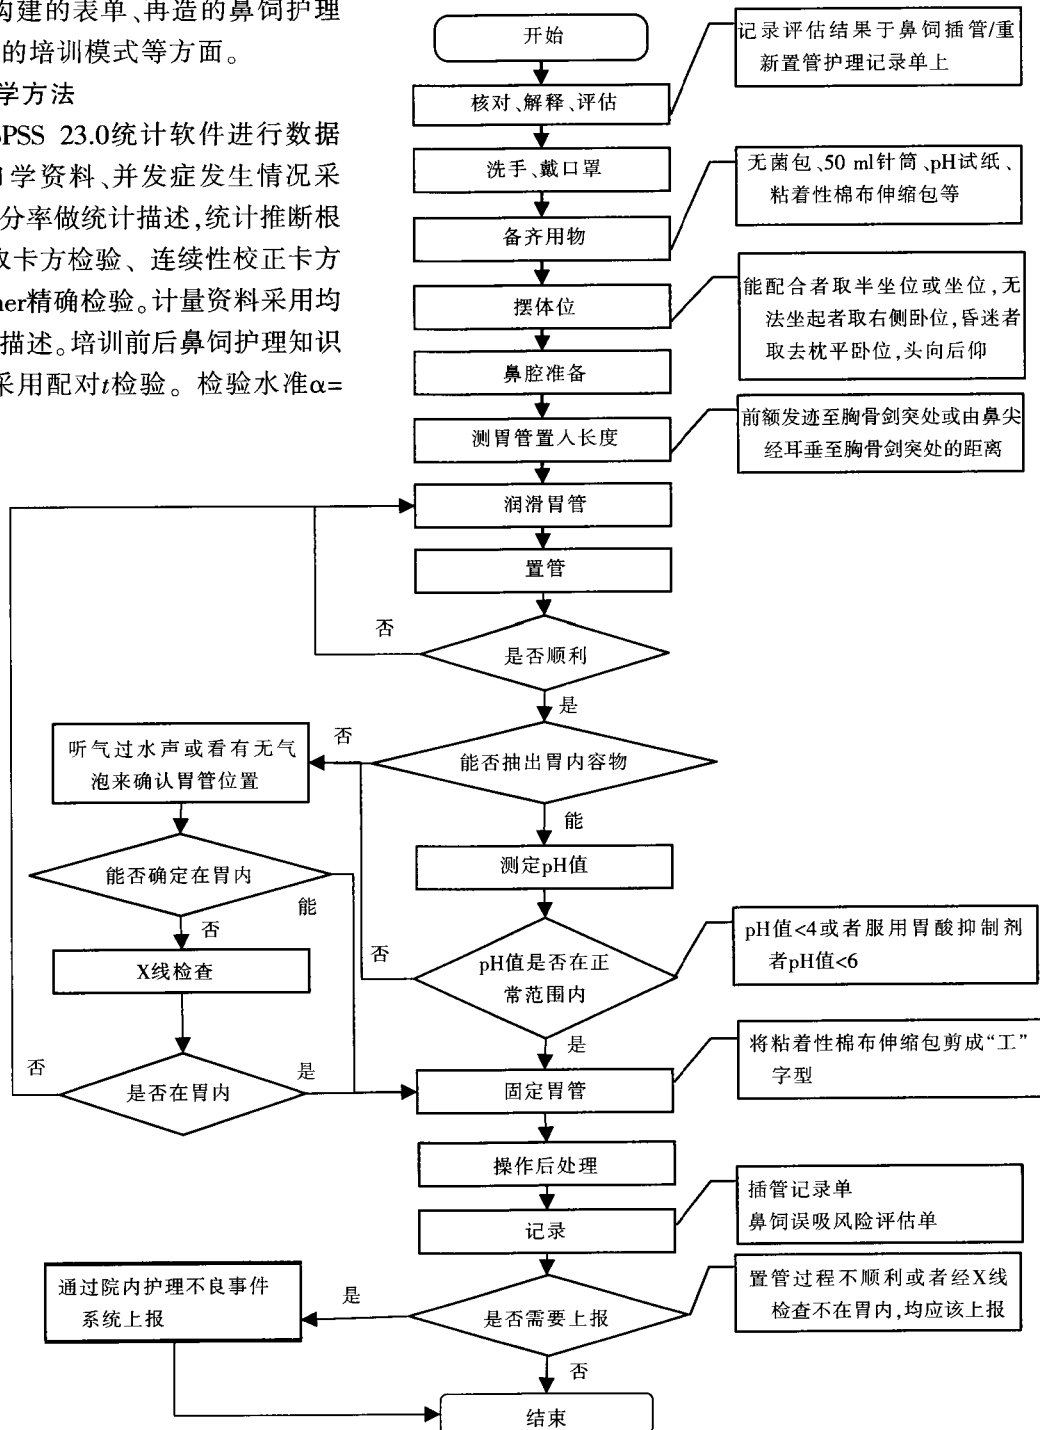 构建的表单、再造的鼻饲护理
的培训模式等方面。
学方法
SPSS 23.0统计软件进行数据
学资料、并发症发生情况采
分率做统计描述,统计推断根
取卡方检验、连续性校正卡方
her精确检验。计量资料采用均
描述。培训前后鼻饲护理知识
采用配对t检验。检验水准α=
开始
记录评估结果于鼻饲插管/重
新置管护理记录单上
核对、解释、评估
洗手、戴口罩
无菌包、50 ml针筒、pH试纸、
粘着性棉布伸缩包等
备齐用物
摆体位
能配合者取半坐位或坐位,无
法坐起者取右侧卧位,昏迷者
取去枕平卧位,头向后仰
鼻腔准备
测胃管置入长度
前额发迹至胸骨剑突处或由鼻尖
经耳垂至胸骨剑突处的距离
润滑胃管
置管
否
是否顺利
是
听气过水声或看有无气
泡来确认胃管位置
否
能否抽出胃内容物
能
测定pH值
能否确定在胃内
能
否
X线检查
否
pH值是否在正
常范围内
pH值<4或者服用胃酸抑制剂
者pH值<6
是
否
是否在胃内
是
固定胃管
将粘着性棉布伸缩包剪成“工”
字型
操作后处理
记录
插管记录单
鼻饲误吸风险评估单
通过院内护理不良事件
系统上报
是
是否需要上报
置管过程不顺利或者经X线
检查不在胃内,均应该上报
否
结束